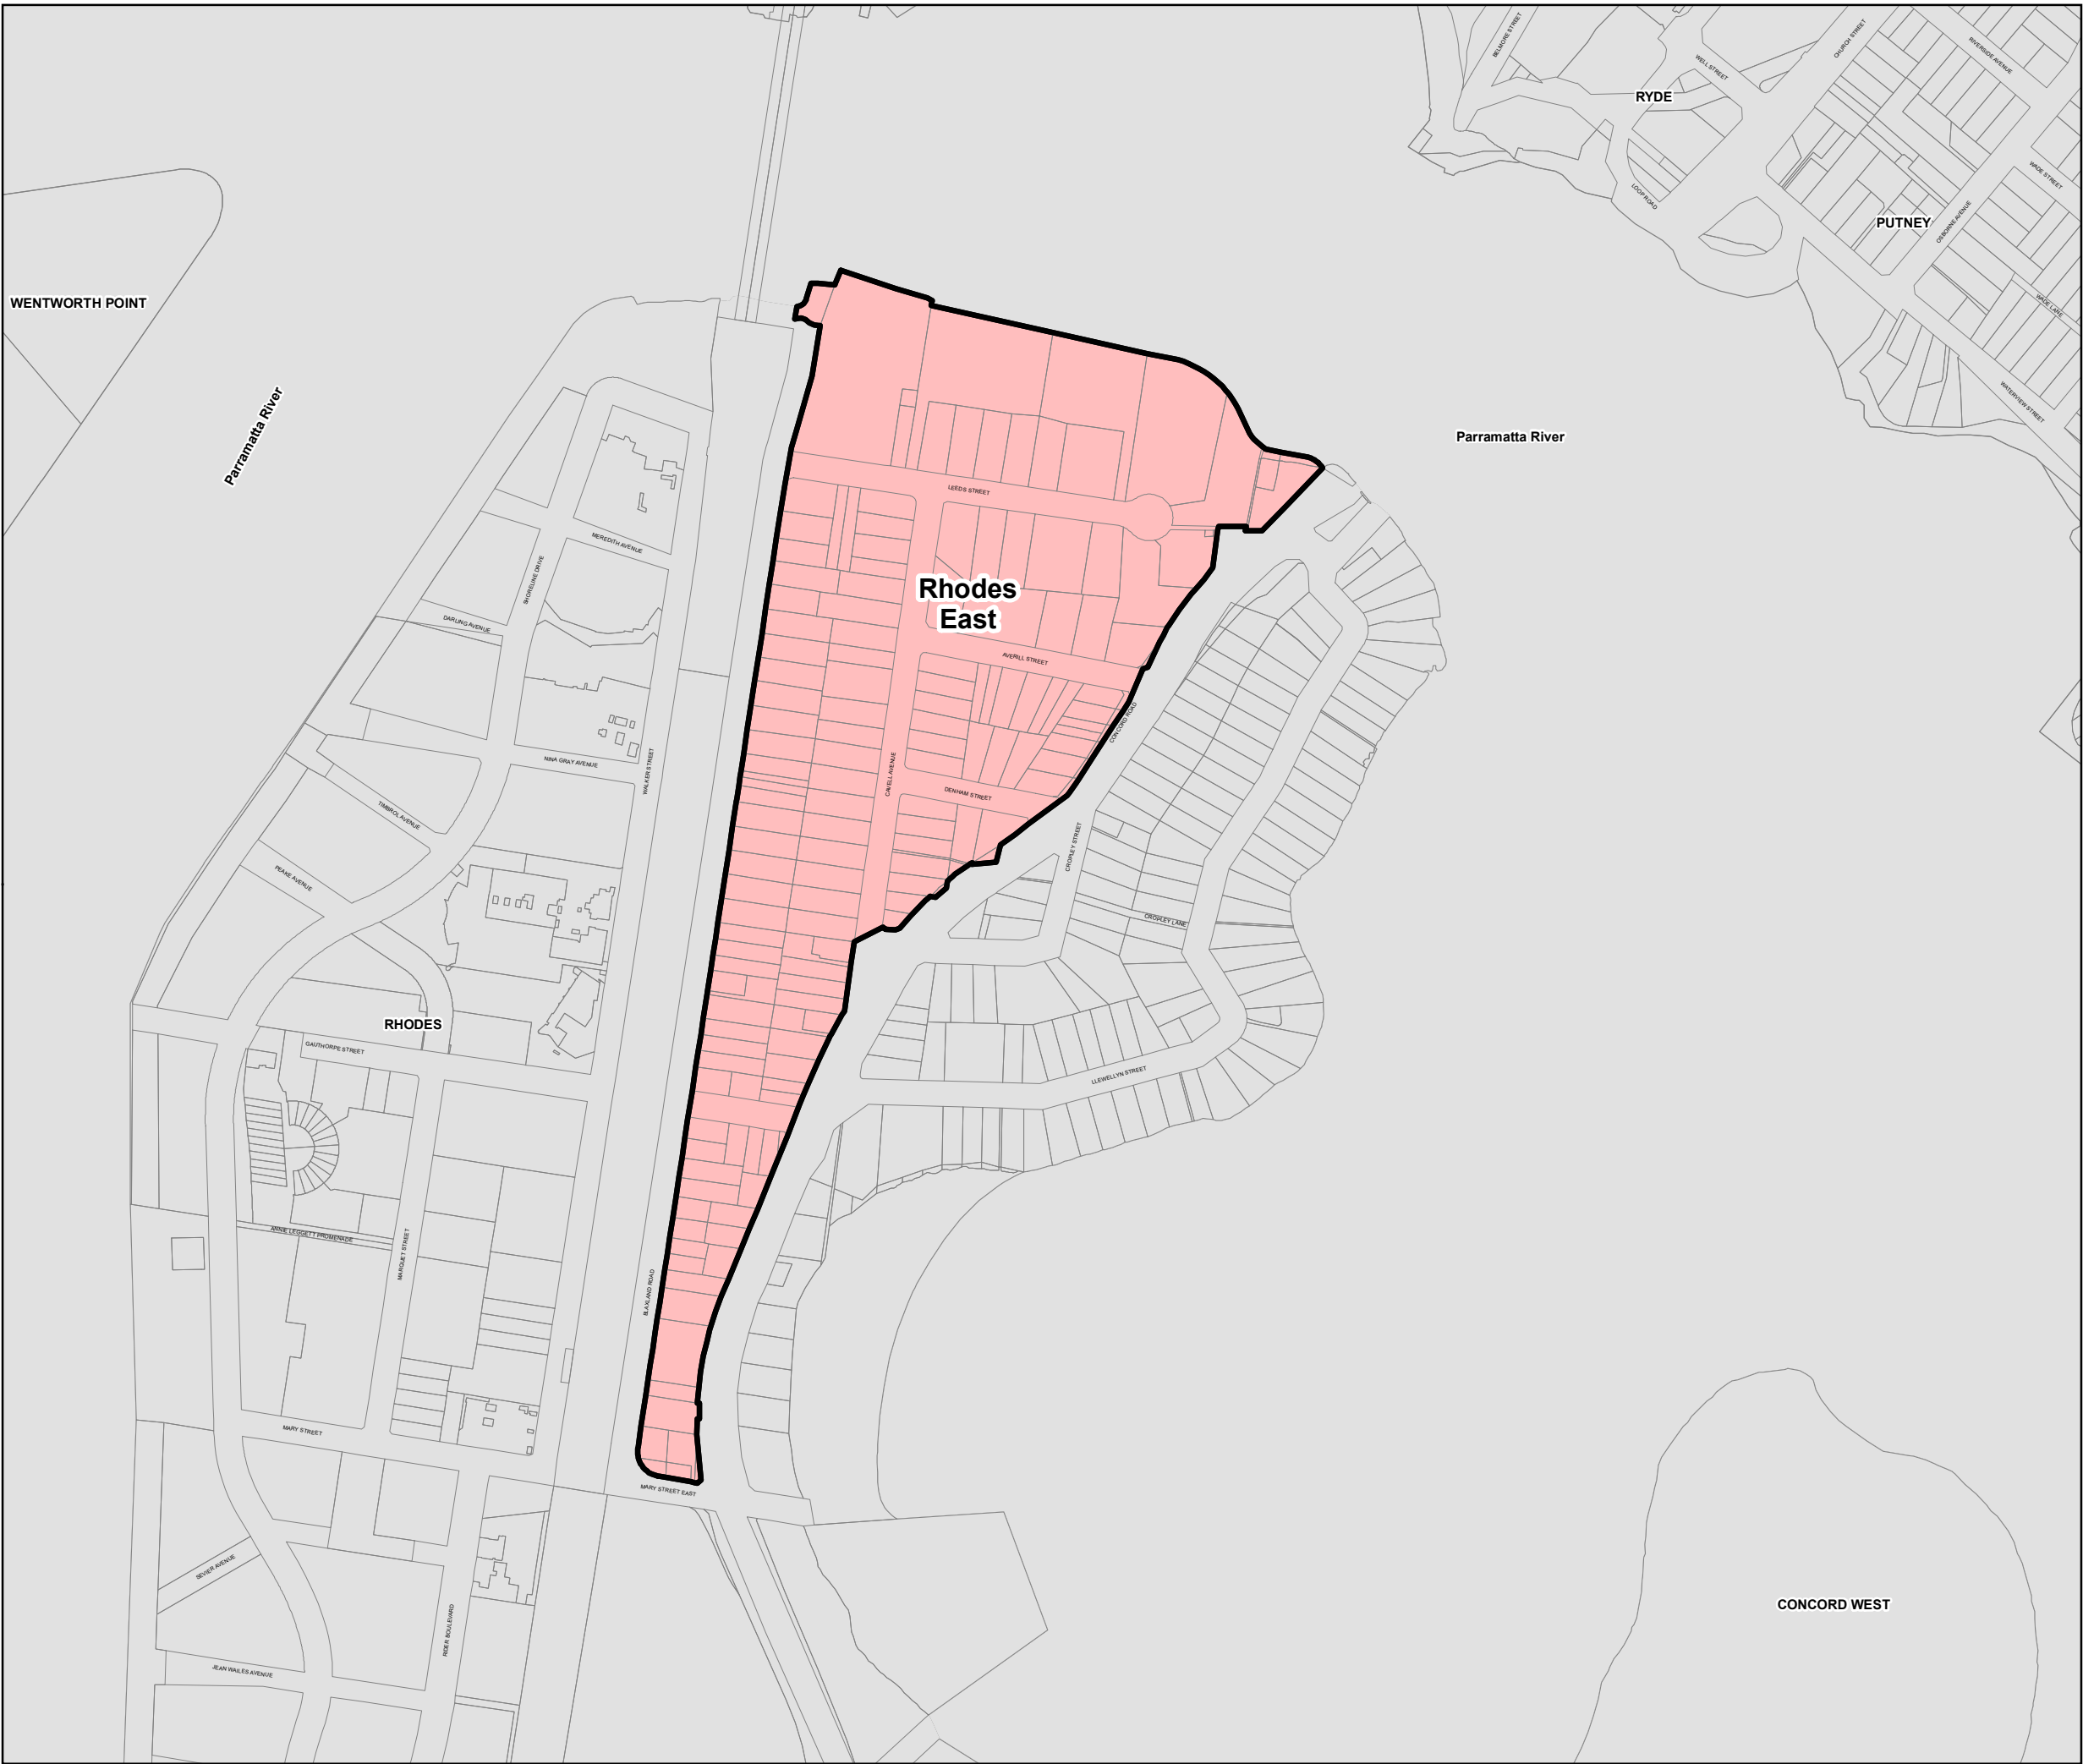 BELMORE STREET
CHURCH STREET
RIVERSIDE AVENUE
WELL STREET
RYDE
WADE STREET
LOOP ROAD
PUTNEY
OSBORNE AVENUE
WENTWORTH POINT
WADE LANE
WATERVIEW STREET
Parramatta River
Parramatta River
LEEDS STREET
MEREDITH AVENUE
SHORELINE DRIVE
Rhodes
East
DARLING AVENUE
AVERILL STREET
CONCORD ROAD
NINA GRAY AVENUE
WALKER STREET
CAVELL AVENUE
DENHAM STREET
TIMBROL AVENUE
CROPLEY STREET
PEAKE AVENUE
CROPLEY LANE
RHODES
GAUTHORPE STREET
LLEWELLYN STREET
ANNIE LEGGETT PROMENADE
MARQUET STREET
BLAXLAND ROAD
MARY STREET
MARY STREET EAST
SEVIER AVENUE
CONCORD WEST
RIDER BOULEVARD
JEAN WAILES AVENUE